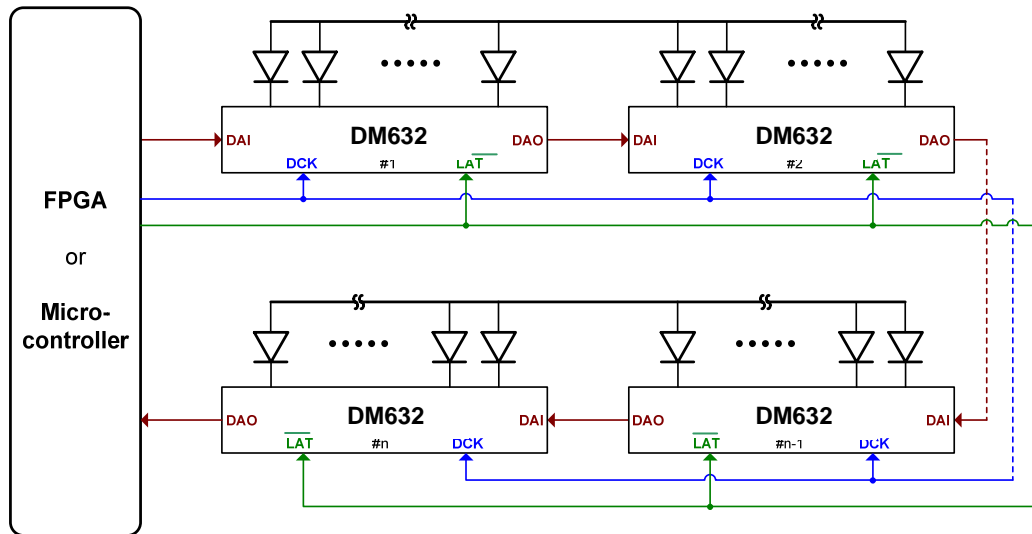 DM632
DM632
DAI
DAO
DAI
DAO
DCK
#1
LAT
DCK
#2
LAT
FPGA
or
Micro-
controller
DM632
DM632
DAO
DAI
DAO
DAI
LAT
#n
DCK
LAT
#n-1
DCK